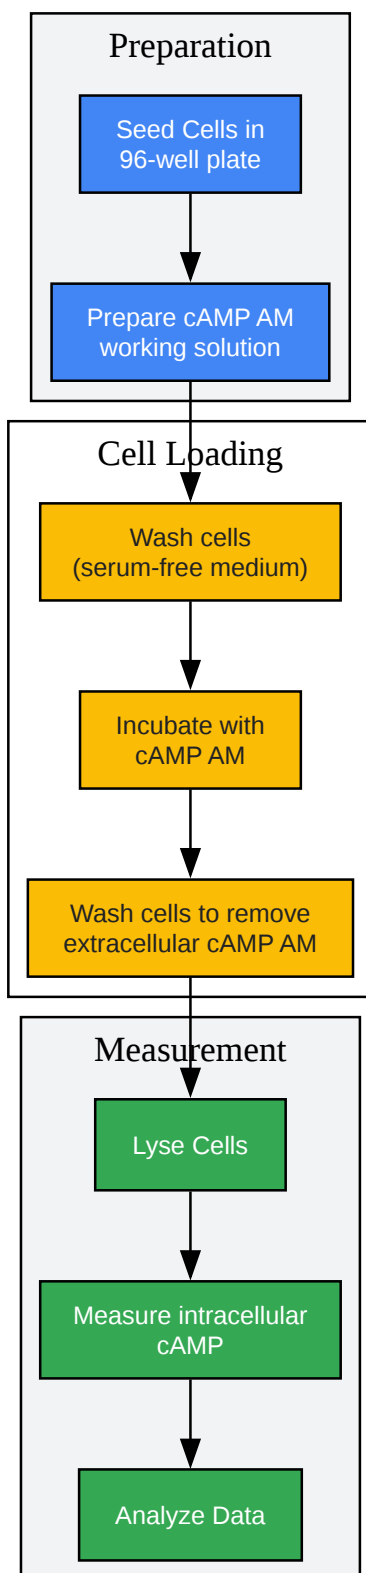 Preparation
Seed Cells in
96-well plate
Prepare cAMP AM
working solution
Cell Loading
Wash cells
(serum-free medium)
Incubate with
cAMP AM
Wash cells to remove
extracellular cAMP AM
Measurement
Lyse Cells
Measure intracellular
cAMP
Analyze Data